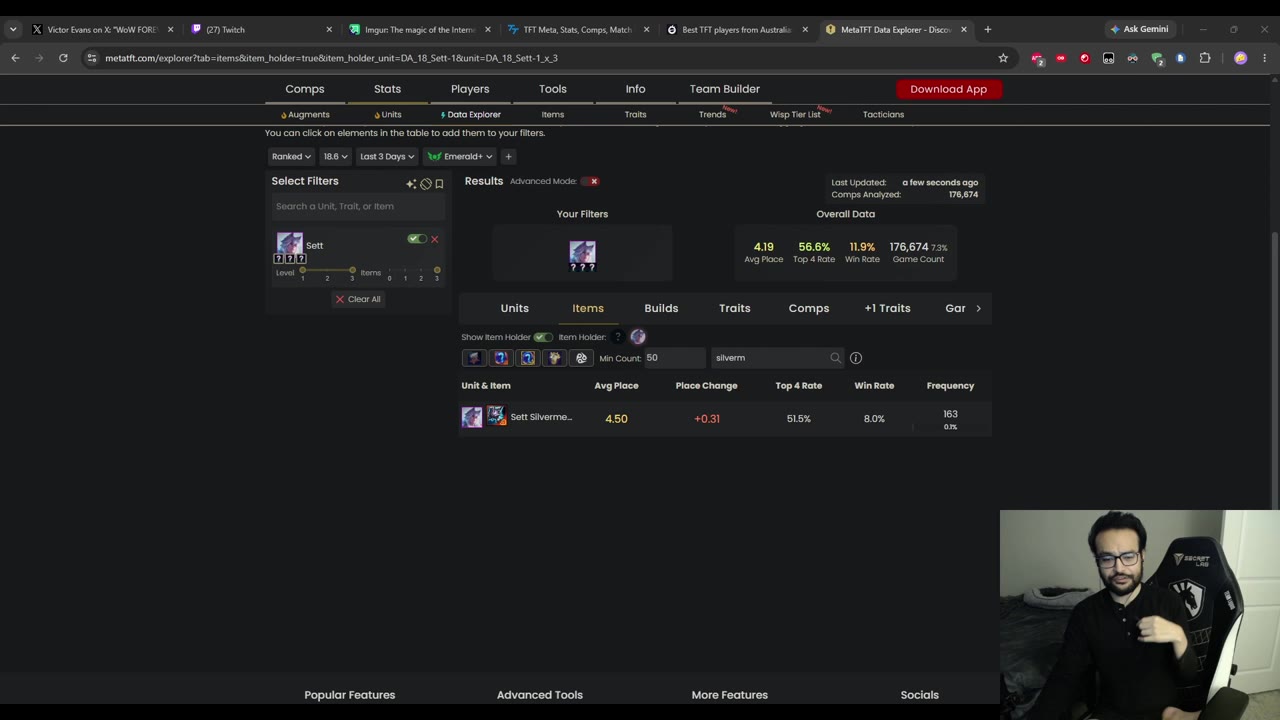 Victor Evans on X: "WoW FORE
(27) Twitch
Imgur: The magic of the Interne
TFT Meta, Stats, Comps, Match
Best TFT players from Australia
MetaTFT Data Explorer - Discov
Ask Gemini
metatft.com/explorer?tab=items&item_holder=true&item_holder_unit=DA_18_Sett-1&unit=DA_18_Sett-1_x_3
Comps
Stats
Players
Tools
Info
Team Builder
Download App
Augments
Units
Data Explorer
Items
Traits
Trends
New!
Wisp Tier List
New!
Tacticians
You can click on elements in the table to add them to your filters.
Ranked
18.6
Last 3 Days
Emerald+
+
Select Filters
Search a Unit, Trait, or Item
Sett
? ? ?
Level
1 2 3
Items
0 1 2 3
Clear All
Results
Advanced Mode:
Last Updated: a few seconds ago
Comps Analyzed: 176,674
Your Filters
? ? ?
Overall Data
4.19 56.6% 11.9% 176,674 7.3%
Avg Place Top 4 Rate Win Rate Game Count
Units Items Builds Traits Comps +1 Traits Gar
Show Item Holder
Item Holder: ?
Min Count: 50
silverm
Unit & Item Avg Place Place Change Top 4 Rate Win Rate Frequency
Sett Silverme... 4.50 +0.31 51.5% 8.0% 163
0.1%
Popular Features Advanced Tools More Features Socials
SECRET
LAB